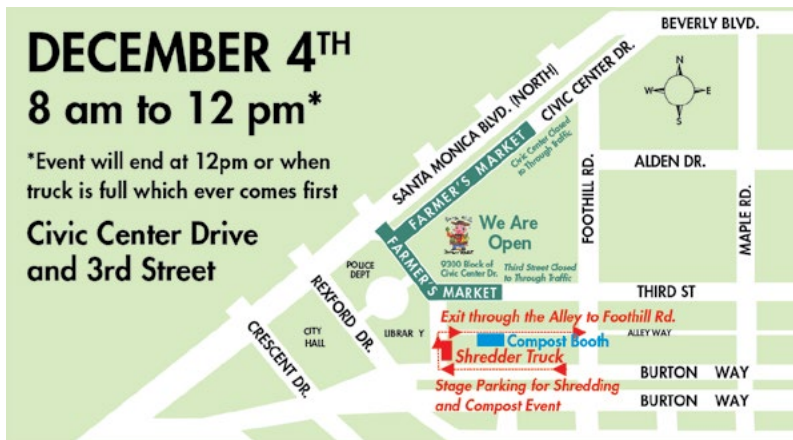 DECEMBER 4TH
8 am to 12 pm*
*Event will end at 12pm or when
truck is full which ever comes first
Civic Center Drive
and 3rd Street
BEVERLY BLVD.
SANTA MONICA BLVD. (NORTH)
CIVIC CENTER DR.
N
W
E
S
FARMER'S MARKET
Civic Center Closed
to Through Traffic
FOOTHILL RD.
ALDEN DR.
MAPLE RD.
We Are
Open
FARMER'S MARKET
9300 Block of
Civic Center Dr.
Third Street Closed
to Through Traffic
POLICE
DEPT
REXFORD DR.
CRESCENT DR.
CITY
HALL
LIBRAR Y
THIRD ST
Exit through the Alley to Foothill Rd.
ALLEY WAY
Compost Booth
Shredder Truck
BURTON WAY
Stage Parking for Shredding
and Compost Event
BURTON WAY